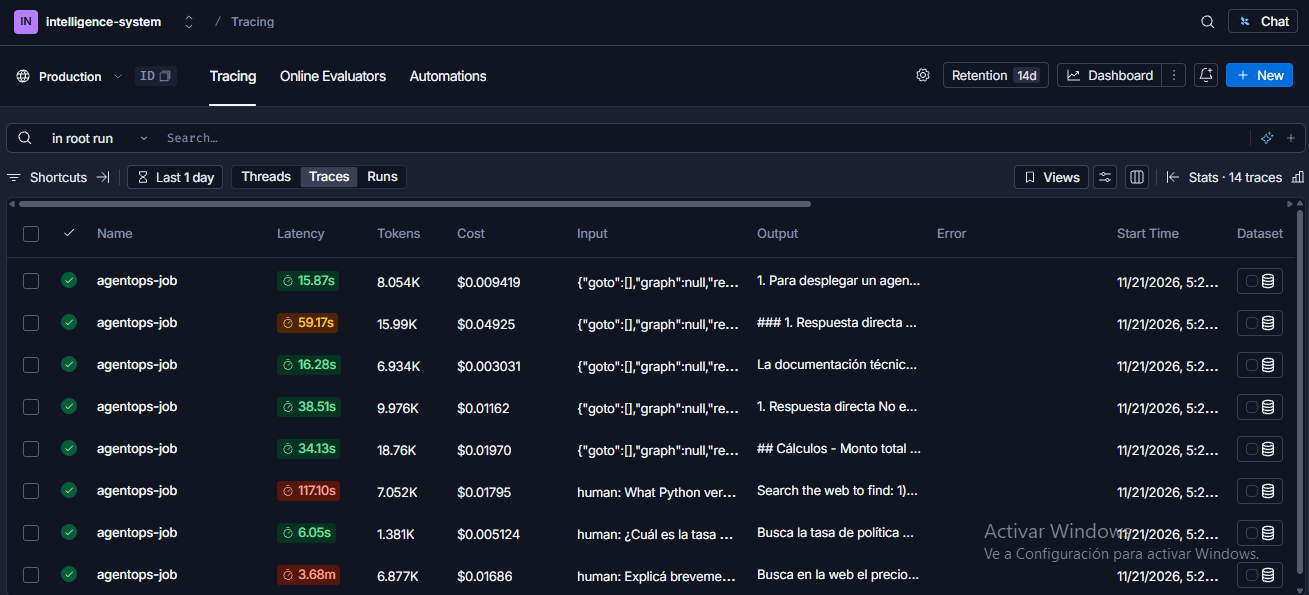 IN intelligence-system / Tracing Chat
Production ID Tracing Online Evaluators Automations Retention 14d Dashboard New
in root run Search...
Shortcuts Last 1 day Threads Traces Runs Views Stats · 14 traces
Name Latency Tokens Cost Input Output Error Start Time Dataset
agentops-job 15.87s 8.054K $0.009419 {"goto":[],"graph":null,"re... 1. Para desplegar un agen... 11/21/2026, 5:2...
agentops-job 59.17s 15.99K $0.04925 {"goto":[],"graph":null,"re... ### 1. Respuesta directa ... 11/21/2026, 5:2...
agentops-job 16.28s 6.934K $0.003031 {"goto":[],"graph":null,"re... La documentación técnic... 11/21/2026, 5:2...
agentops-job 38.51s 9.976K $0.01162 {"goto":[],"graph":null,"re... 1. Respuesta directa No e... 11/21/2026, 5:2...
agentops-job 34.13s 18.76K $0.01970 {"goto":[],"graph":null,"re... ## Cálculos - Monto total ... 11/21/2026, 5:2...
agentops-job 117.10s 7.052K $0.01795 human: What Python ver... Search the web to find: 1)... 11/21/2026, 5:2...
agentops-job 6.05s 1.381K $0.005124 human: ¿Cuál es la tasa ... Busca la tasa de política ... 11/21/2026, 5:2...
agentops-job 3.68m 6.877K $0.01686 human: Explicá breveme... Busca en la web el precio... 11/21/2026, 5:2...
Activar Windows
Ve a Configuración para activar Windows.